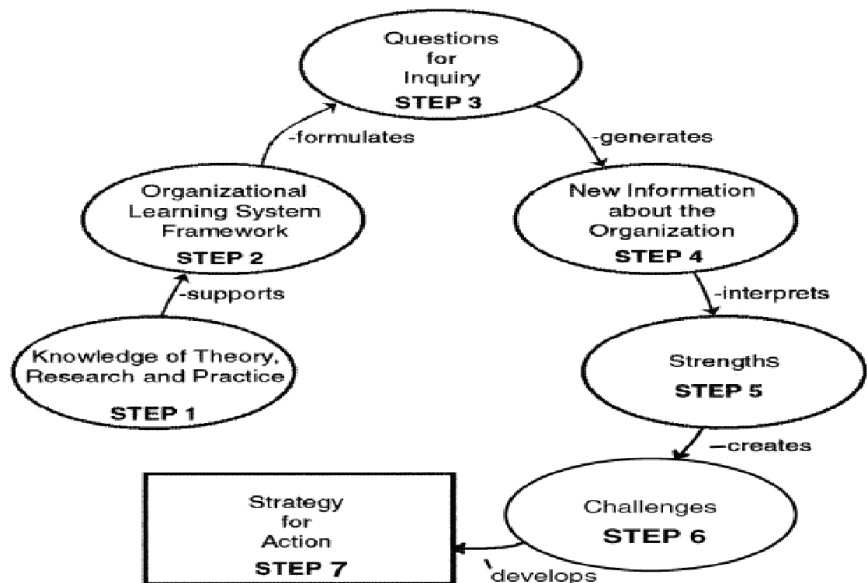 Questions
for
Inquiry
STEP 3
-formulates
-generates
Organizational
Learning System
Framework
STEP 2
New Information
about the
Organization
STEP 4
-supports
-interprets
Knowledge of Theory,
Research and Practice
STEP 1
Strengths
STEP 5
-creates
Strategy
for
Action
STEP 7
Challenges
STEP 6
develops